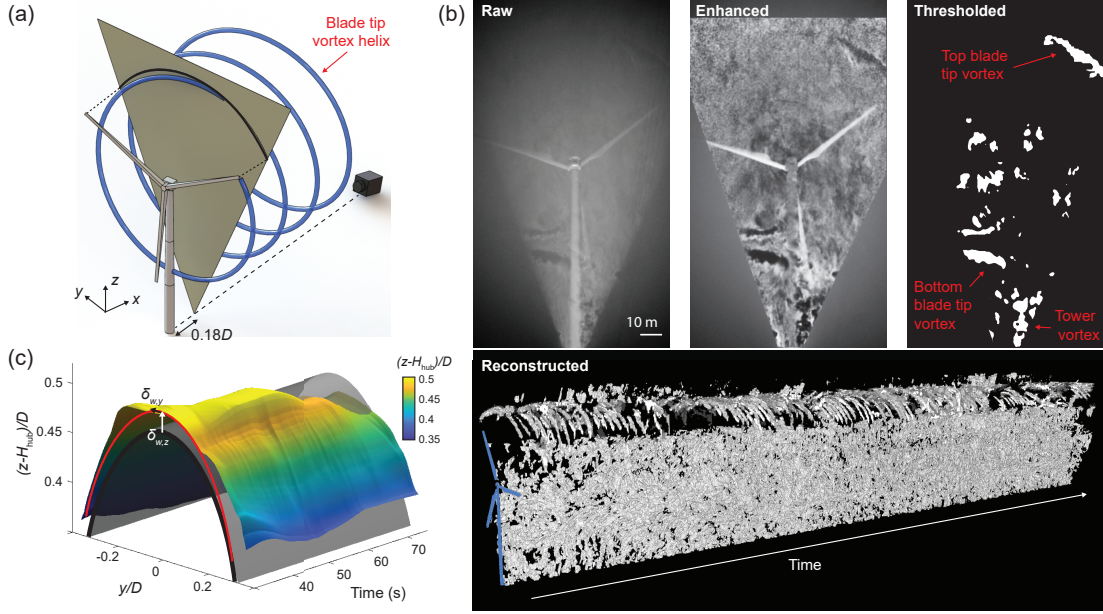 (a)
Blade tip
vortex helix
z
y
x
0.18D
(b)
Raw
10 m
Enhanced
Thresholded
Top blade
tip vortex
Bottom blade tip
vortex
Tower
vortex
(c)
(z-Hhub)/D
0.5
0.45
0.4
δw,y
δw,z
(z-Hhub)/D
0.5
0.45
0.4
0.35
-0.2
0
0.2
y/D
40
50
60
70
Time (s)
Reconstructed
Time